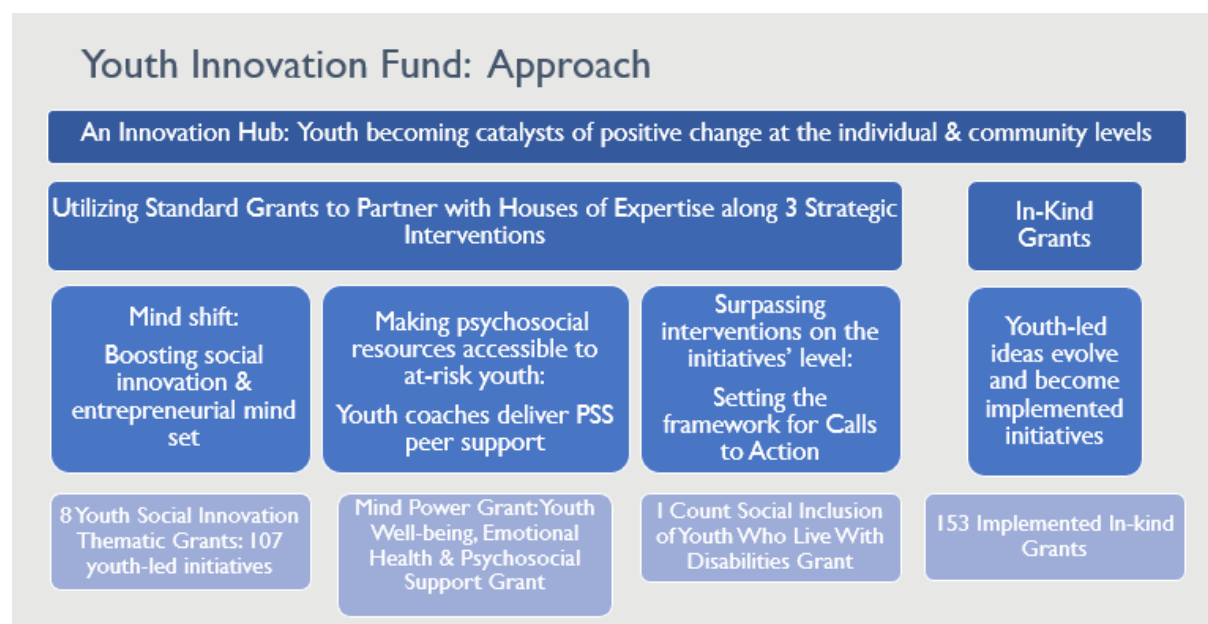 Youth Innovation Fund: Approach
An Innovation Hub: Youth becoming catalysts of positive change at the individual & community levels
Utilizing Standard Grants to Partner with Houses of Expertise along 3 Strategic
Interventions
In-Kind
Grants
Mind shift:
Boosting social
innovation &
entrepreneurial mind
set
Making psychosocial
resources accessible to
at-risk youth:
Youth coaches deliver PSS
peer support
Surpassing
interventions on the
initiatives' level:
Setting the
framework for Calls
to Action
Youth-led
ideas evolve
and become
implemented
initiatives
8 Youth Social Innovation
Thematic Grants: 107
youth-led initiatives
Mind Power Grant: Youth
Well-being, Emotional
Health & Psychosocial
Support Grant
I Count Social Inclusion
of Youth Who Live With
Disabilities Grant
153 Implemented In-kind
Grants